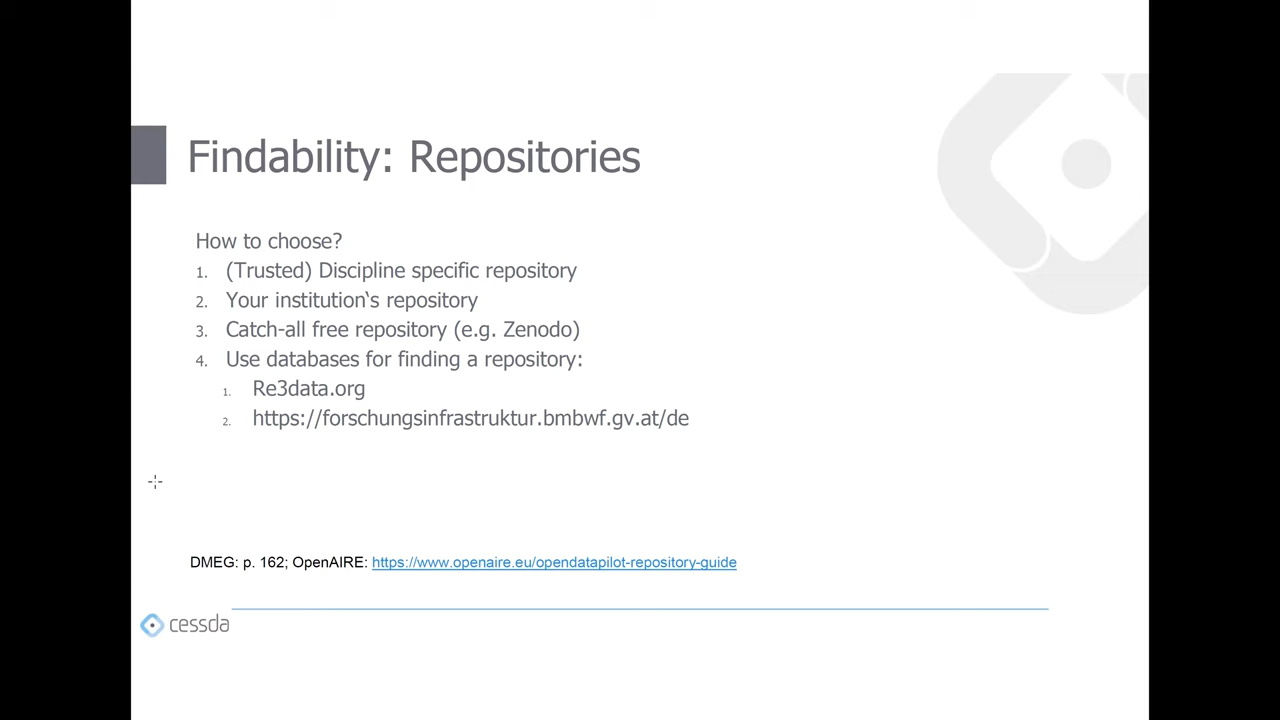 Findability: Repositories
How to choose?
1. (Trusted) Discipline specific repository
2. Your institution‘s repository
3. Catch-all free repository (e.g. Zenodo)
4. Use databases for finding a repository:
1. Re3data.org
2. https://forschungsinfrastruktur.bmbwf.gv.at/de
DMEG: p. 162; OpenAIRE: https://www.openaire.eu/opendatapilot-repository-guide
cessda